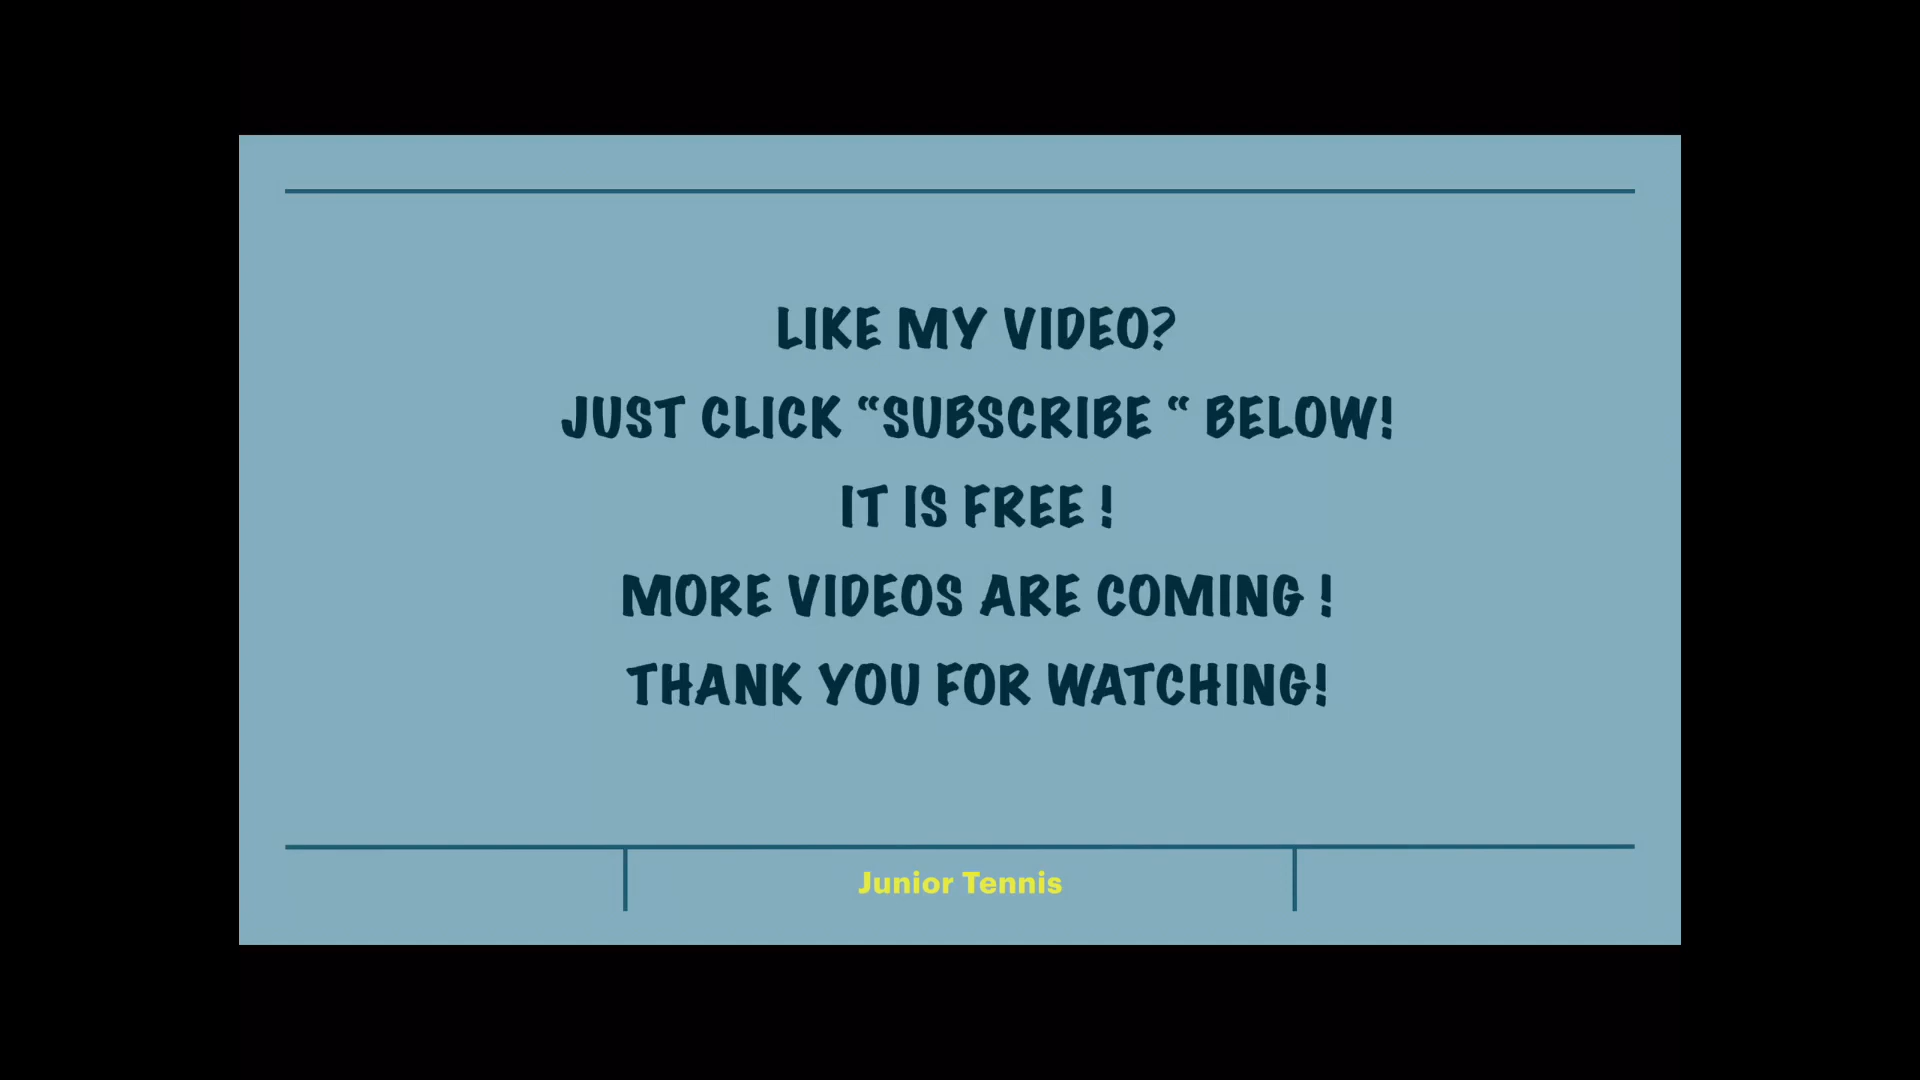 LIKE MY VIDEO?
JUST CLICK “SUBSCRIBE “ BELOW!
IT IS FREE !
MORE VIDEOS ARE COMING !
THANK YOU FOR WATCHING!
Junior Tennis